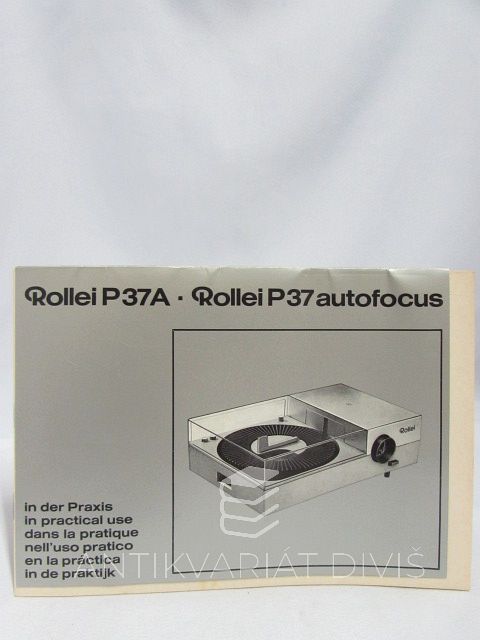 Rollei P37A · Rollei P37 autofocus
Rollei
in der Praxis
in practical use
dans la pratique
nell'uso pratico
en la práctica
in de praktijk
ANTIKVARIÁT DIVIŠ